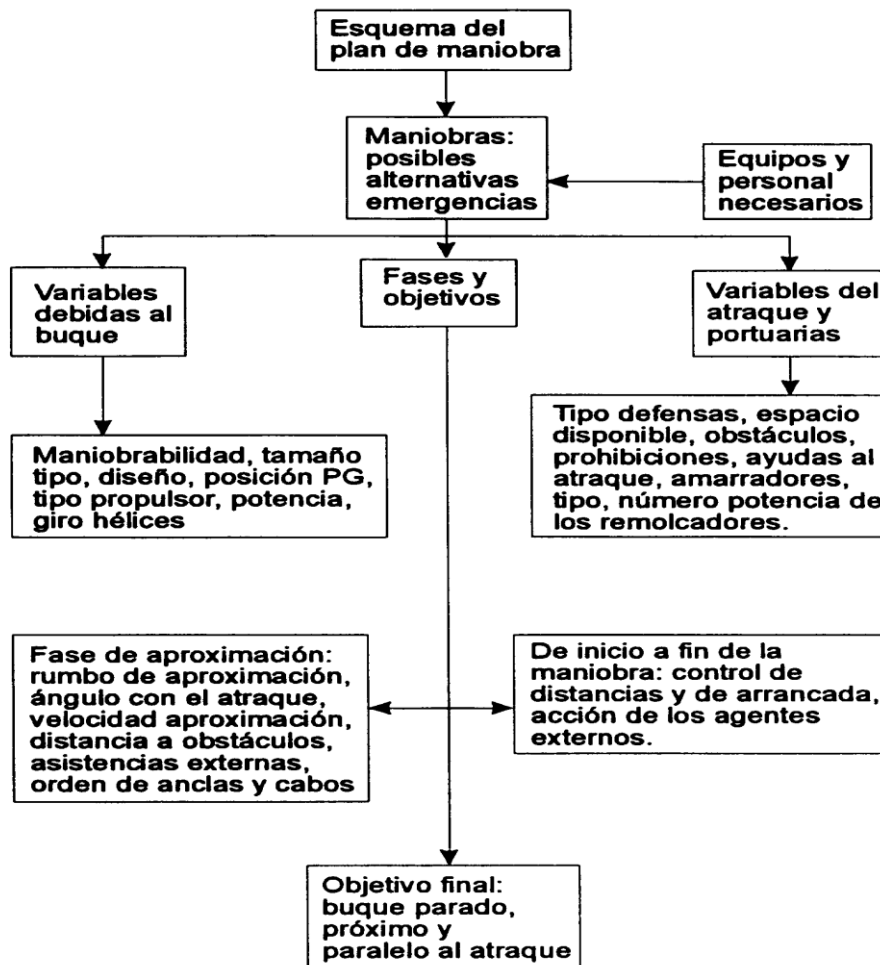 Esquema del
plan de maniobra
Maniobras:
posibles
alternativas
emergencias
Equipos y
personal
necesarios
Variables
debidas al
buque
Fases y
objetivos
Variables del
atraque y
portuarias
Maniobrabilidad, tamaño
tipo, diseño, posición PG,
tipo propulsor, potencia,
giro hélices
Tipo defensas, espacio
disponible, obstáculos,
prohibiciones, ayudas al
atraque, amarradores,
tipo, número potencia de
los remolcadores.
Fase de aproximación:
rumbo de aproximación,
ángulo con el atraque,
velocidad aproximación,
distancia a obstáculos,
asistencias externas,
orden de anclas y cabos
De inicio a fin de la
maniobra: control de
distancias y de arrancada,
acción de los agentes
externos.
Objetivo final:
buque parado,
próximo y
paralelo al atraque